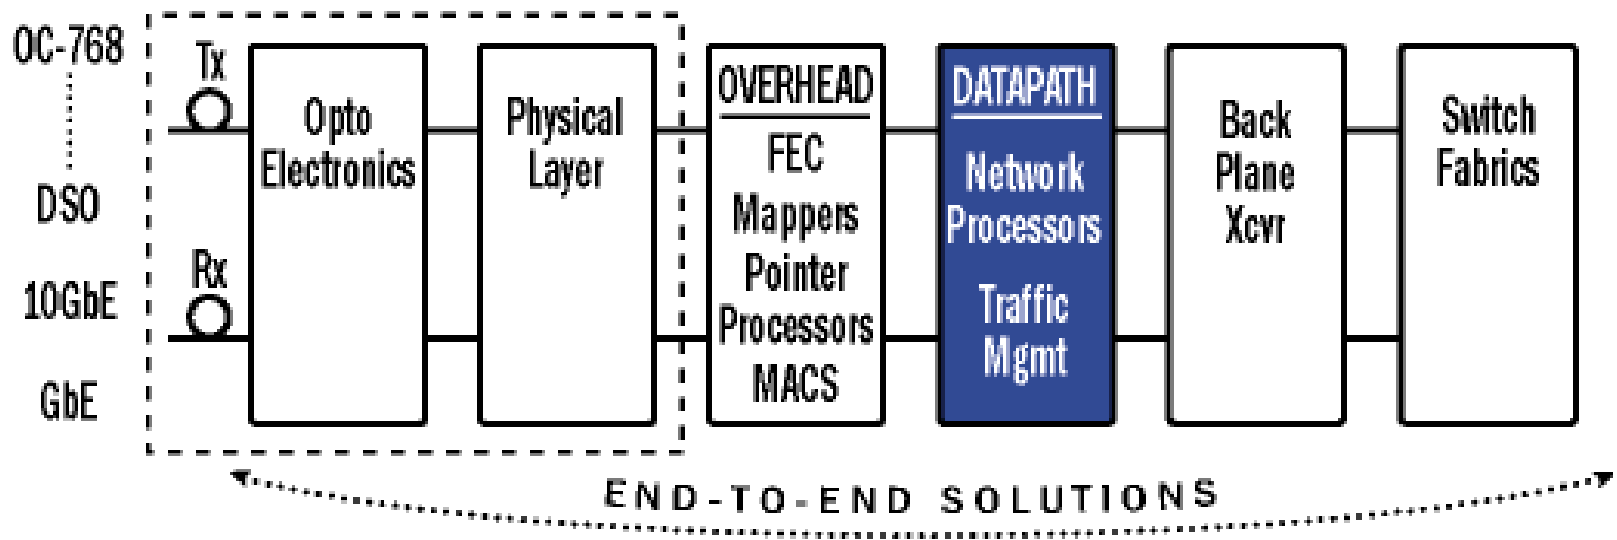 OC-768
DSO
10GbE
GbE
Tx
Rx
Opto
Electronics
Physical
Layer
OVERHEAD
FEC
Mappers
Pointer
Processors
MACS
DATAPATH
Network
Processors
Traffic
Mgmt
Back
Plane
Xcvr
Switch
Fabrics
END-TO-END SOLUTIONS